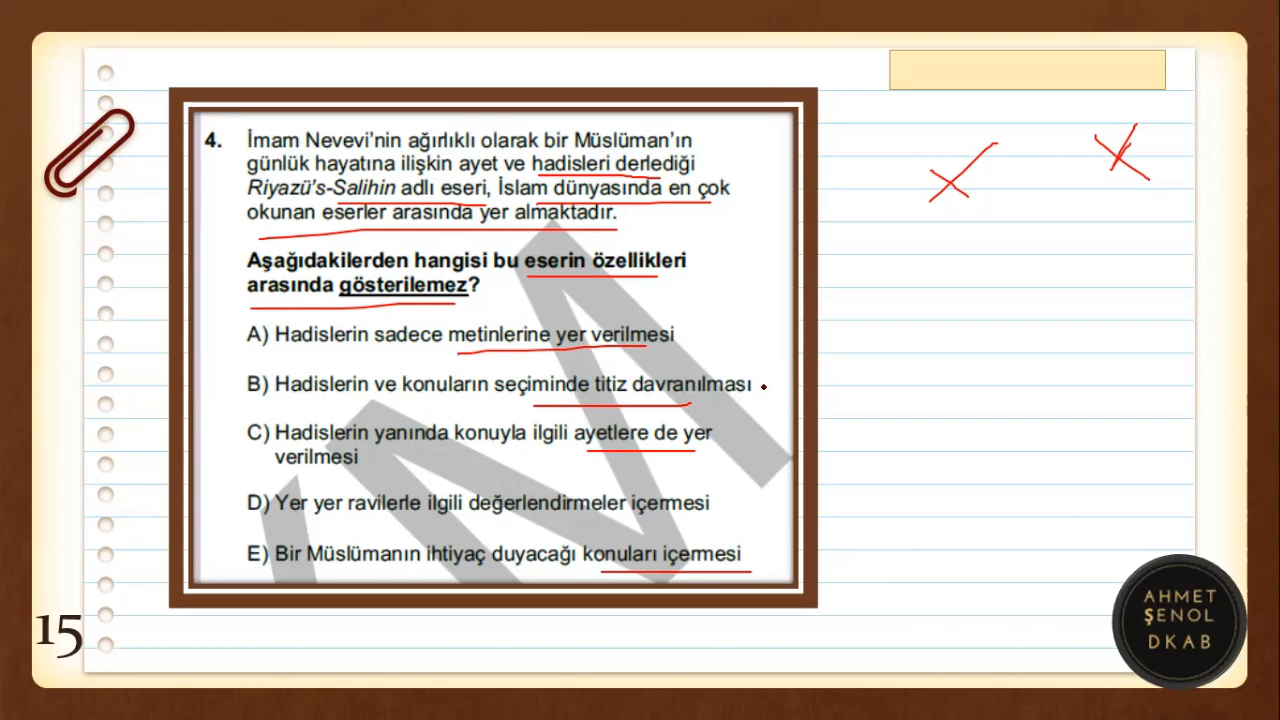 4. İmam Nevevi’nin ağırlıklı olarak bir Müslüman’ın
günlük hayatına ilişkin ayet ve hadisleri derlediği
Riyazü’s-Salihin adlı eseri, İslam dünyasında en çok
okunan eserler arasında yer almaktadır.
Aşağıdakilerden hangisi bu eserin özellikleri
arasında gösterilemez?
A) Hadislerin sadece metinlerine yer verilmesi
B) Hadislerin ve konuların seçiminde titiz davranılması
C) Hadislerin yanında konuyla ilgili ayetlere de yer
verilmesi
D) Yer yer ravilerle ilgili değerlendirmeler içermesi
E) Bir Müslümanın ihtiyaç duyacağı konuları içermesi
15
AHMET
ŞENOL
DKAB